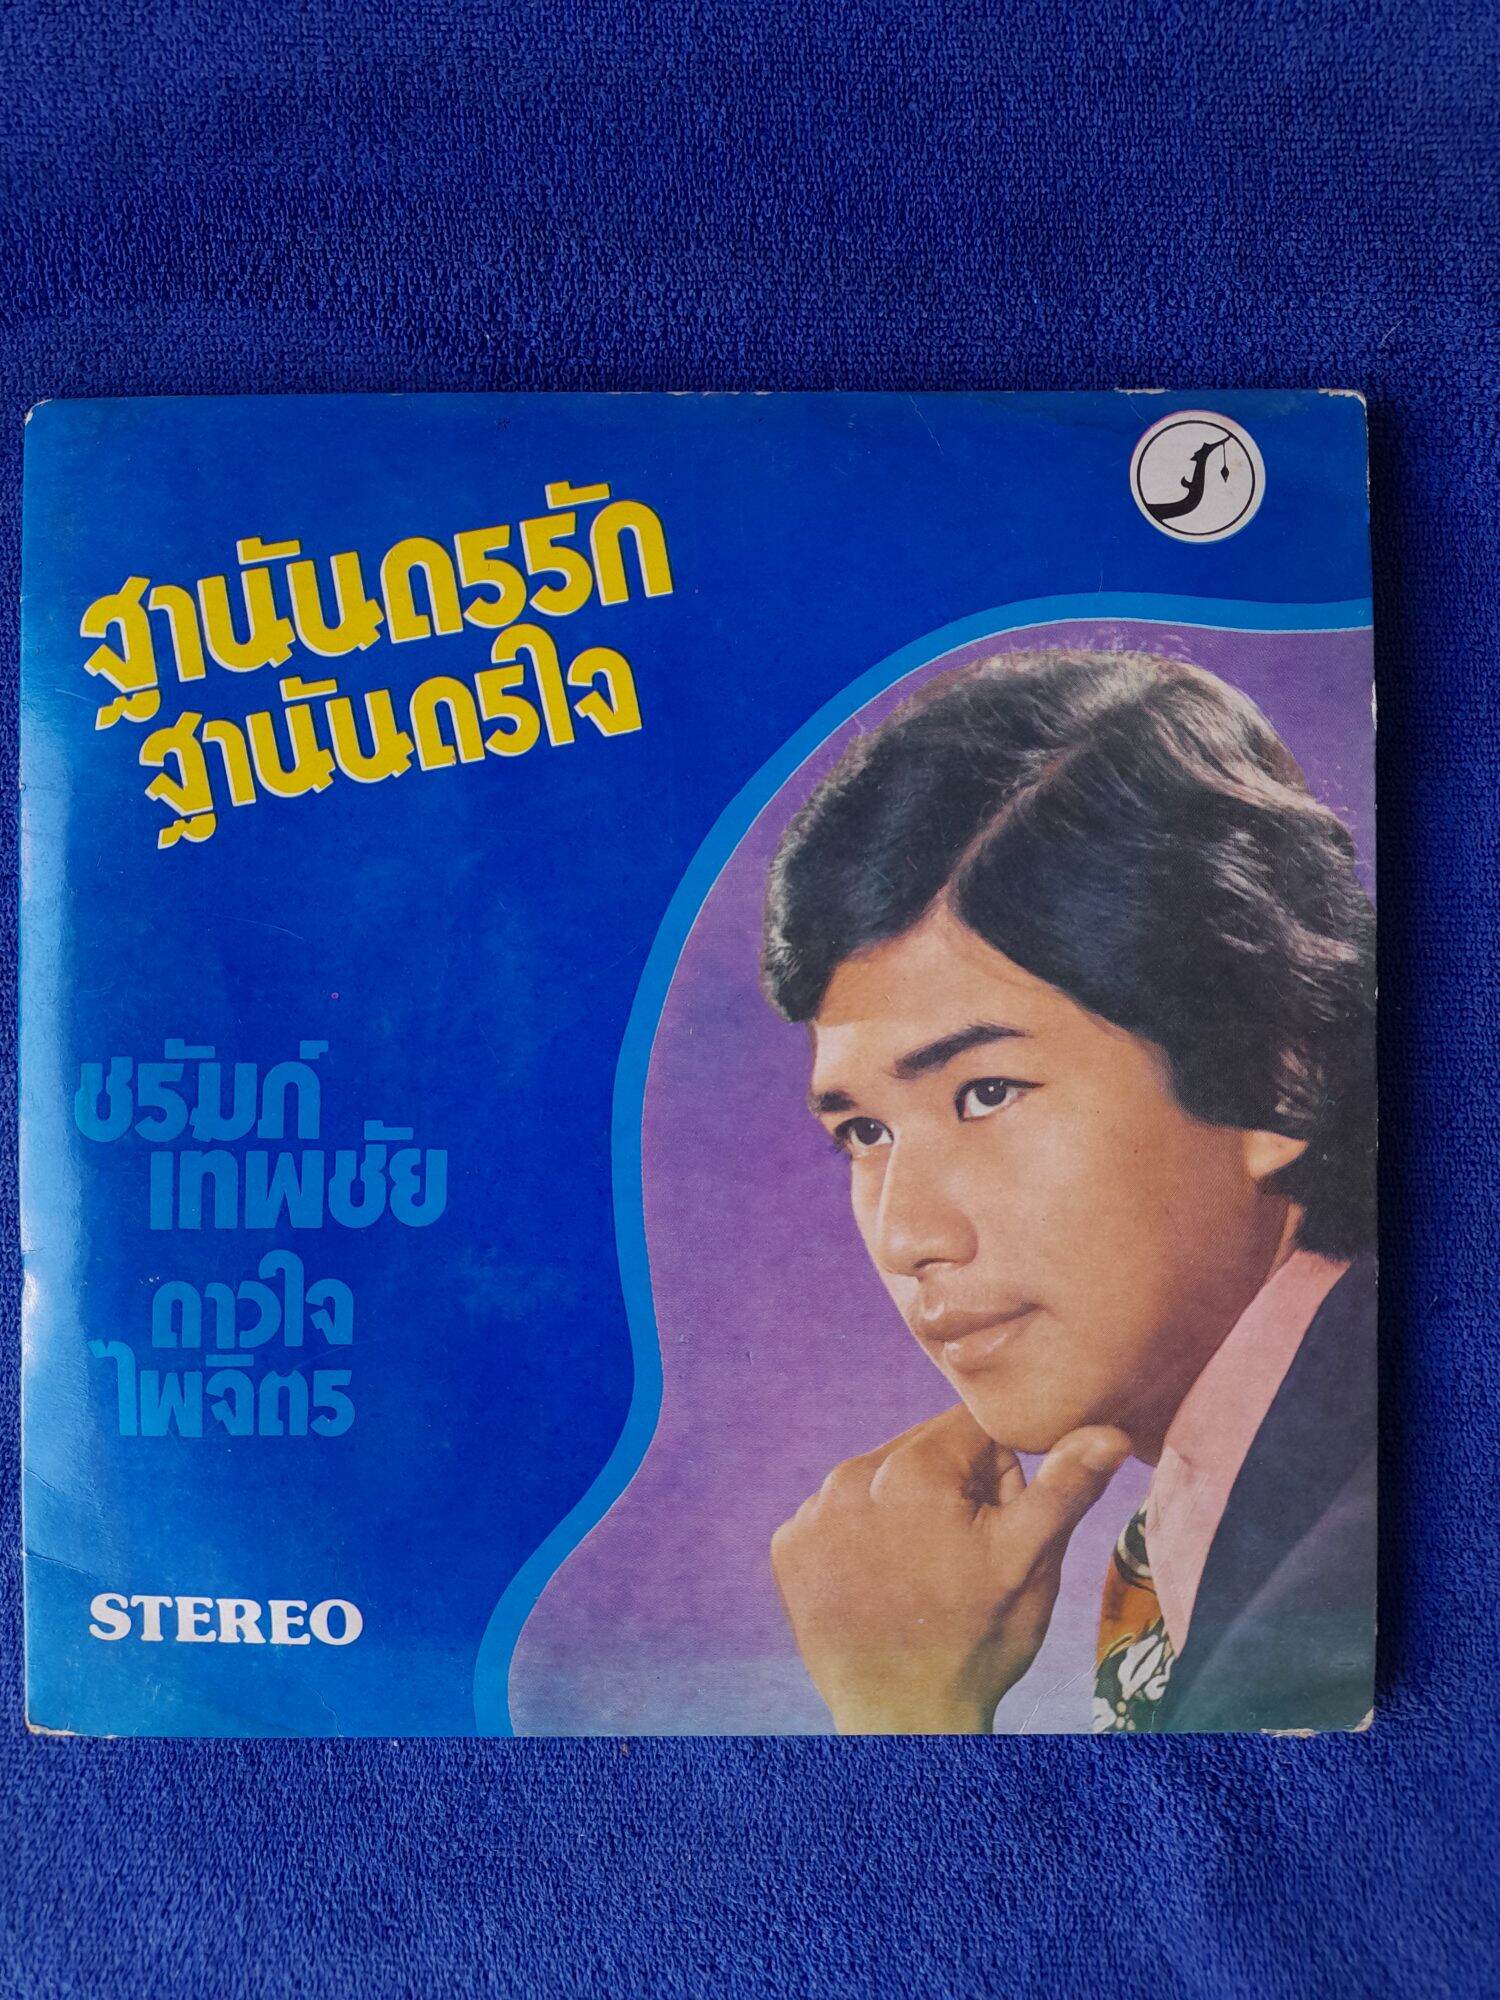 ฐานันดรรัก
ฐานันดรใจ
ชรัมภ์
เทพชัย
ดาวใจ
ไพจิตร
STEREO